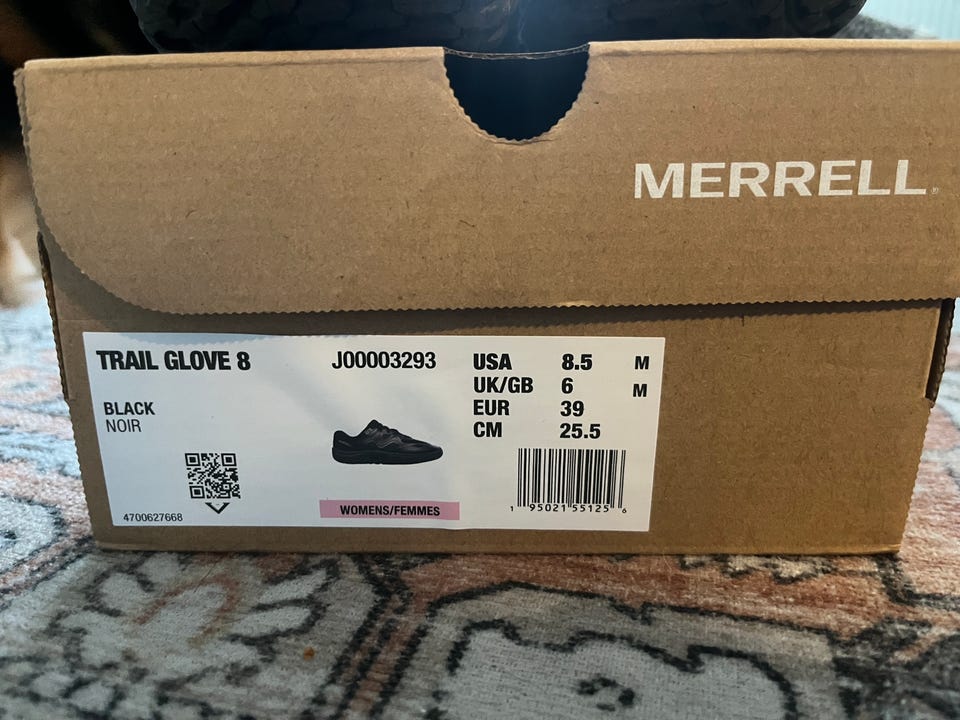 MERRELL®
TRAIL GLOVE 8 J00003293
USA 8.5 M
UK/GB 6 M
EUR 39
CM 25.5
BLACK
NOIR
4700627668
WOMENS/FEMMES
1 95021 55125 6